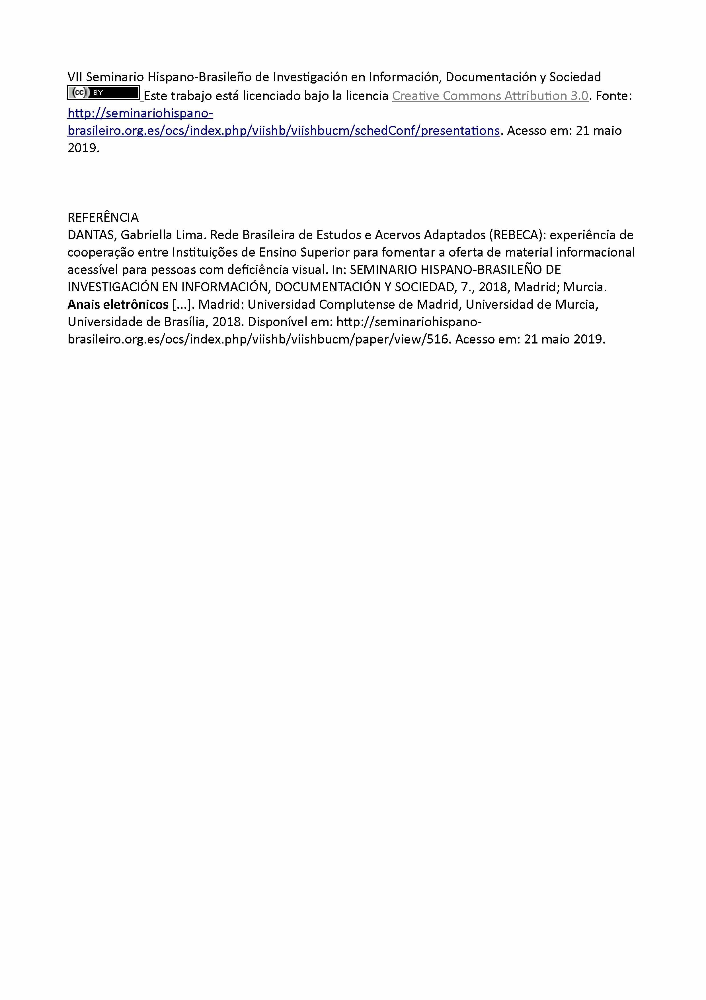 VII Seminario Hispano-Brasileño de Investigación en Información, Documentación y Sociedad
(cc) BY Este trabajo está licenciado bajo la licencia Creative Commons Attribution 3.0. Fonte:
http://seminariohispano-
brasileiro.org.es/ocs/index.php/viishb/viishbucm/schedConf/presentations. Acesso em: 21 maio
2019.
REFERÊNCIA
DANTAS, Gabriella Lima. Rede Brasileira de Estudos e Acervos Adaptados (REBECA): experiência de
cooperação entre Instituições de Ensino Superior para fomentar a oferta de material informacional
acessível para pessoas com deficiência visual. In: SEMINARIO HISPANO-BRASILEÑO DE
INVESTIGACIÓN EN INFORMACIÓN, DOCUMENTACIÓN Y SOCIEDAD, 7., 2018, Madrid; Murcia.
Anais eletrônicos [...]. Madrid: Universidad Complutense de Madrid, Universidad de Murcia,
Universidade de Brasília, 2018. Disponível em: http://seminariohispano-
brasileiro.org.es/ocs/index.php/viishb/viishbucm/paper/view/516. Acesso em: 21 maio 2019.